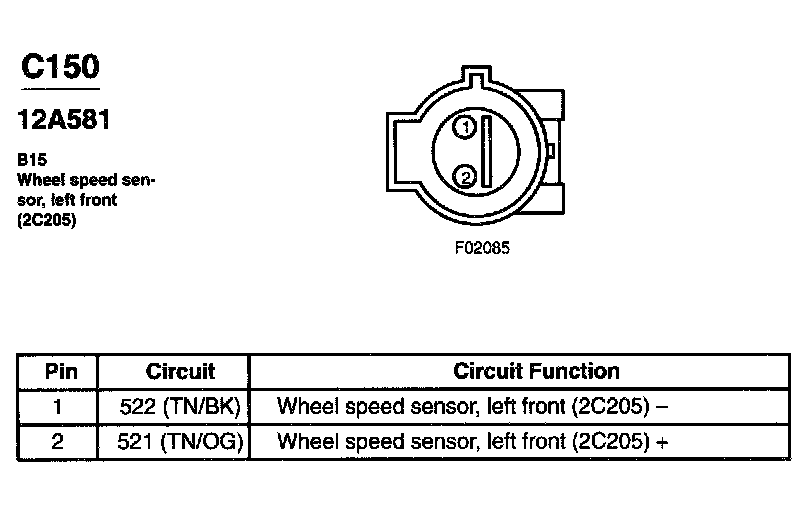 C150
12A581
B15
Wheel speed sen-
sor, left front
(2C205)
1
2
F02085
Pin Circuit Circuit Function
1 522 (TN/BK) Wheel speed sensor, left front (2C205) –
2 521 (TN/OG) Wheel speed sensor, left front (2C205) +